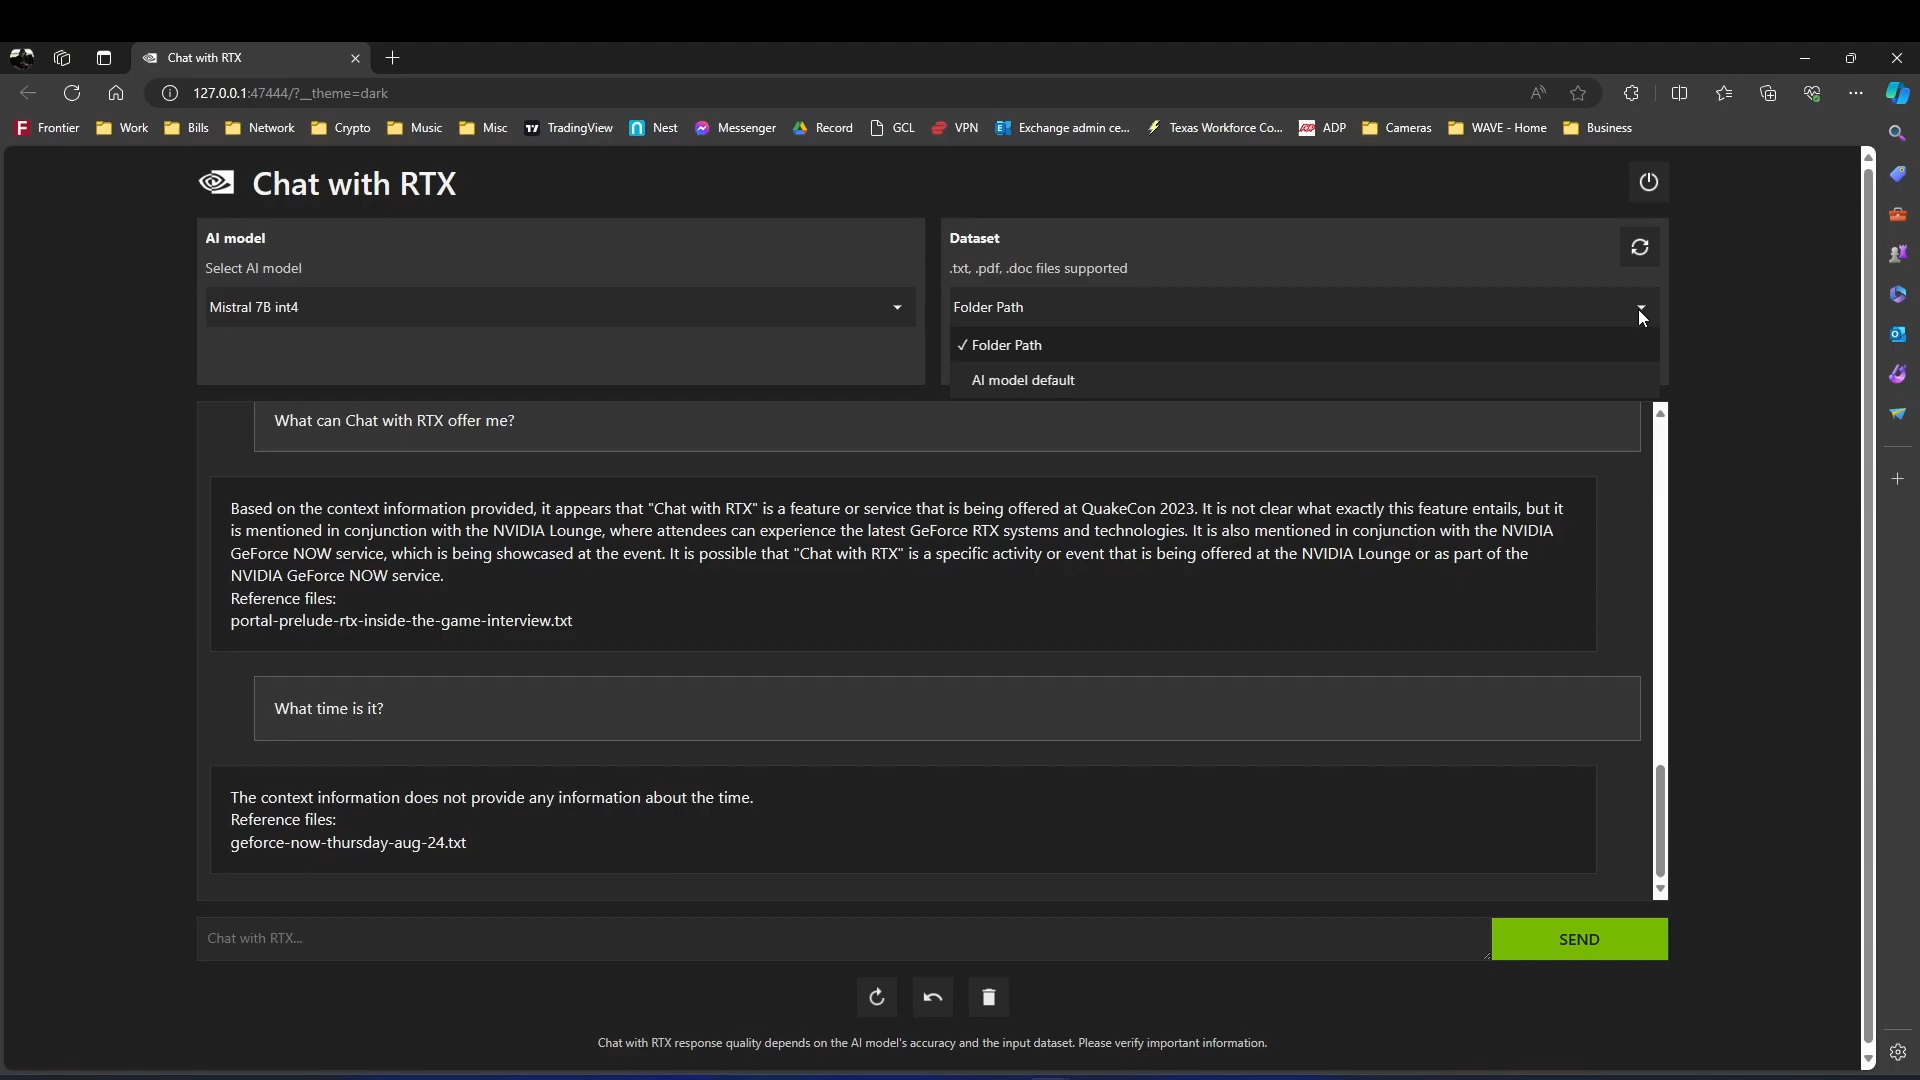 Chat with RTX
127.0.0.1:47444/?__theme=dark
Frontier Work Bills Network Crypto Music Misc TradingView Nest Messenger Record GCL VPN Exchange admin ce... Texas Workforce Co... ADP Cameras WAVE - Home Business
Chat with RTX
AI model
Select AI model
Mistral 7B int4
Dataset
.txt, .pdf, .doc files supported
Folder Path
✓ Folder Path
AI model default
What can Chat with RTX offer me?
Based on the context information provided, it appears that "Chat with RTX" is a feature or service that is being offered at QuakeCon 2023. It is not clear what exactly this feature entails, but it
is mentioned in conjunction with the NVIDIA Lounge, where attendees can experience the latest GeForce RTX systems and technologies. It is also mentioned in conjunction with the NVIDIA
GeForce NOW service, which is being showcased at the event. It is possible that "Chat with RTX" is a specific activity or event that is being offered at the NVIDIA Lounge or as part of the
NVIDIA GeForce NOW service.
Reference files:
portal-prelude-rtx-inside-the-game-interview.txt
What time is it?
The context information does not provide any information about the time.
Reference files:
geforce-now-thursday-aug-24.txt
Chat with RTX...
SEND
Chat with RTX response quality depends on the AI model's accuracy and the input dataset. Please verify important information.